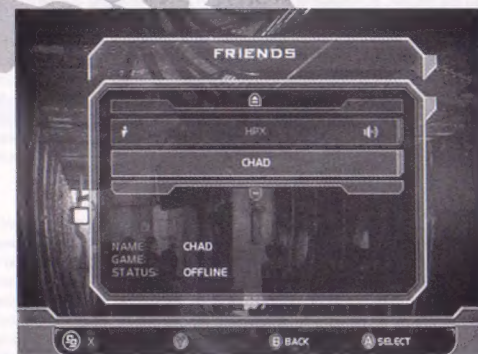 FRIENDS
HPX
CHAD
NAME: CHAD
GAME:
STATUS: OFFLINE
X Y B BACK A SELECT